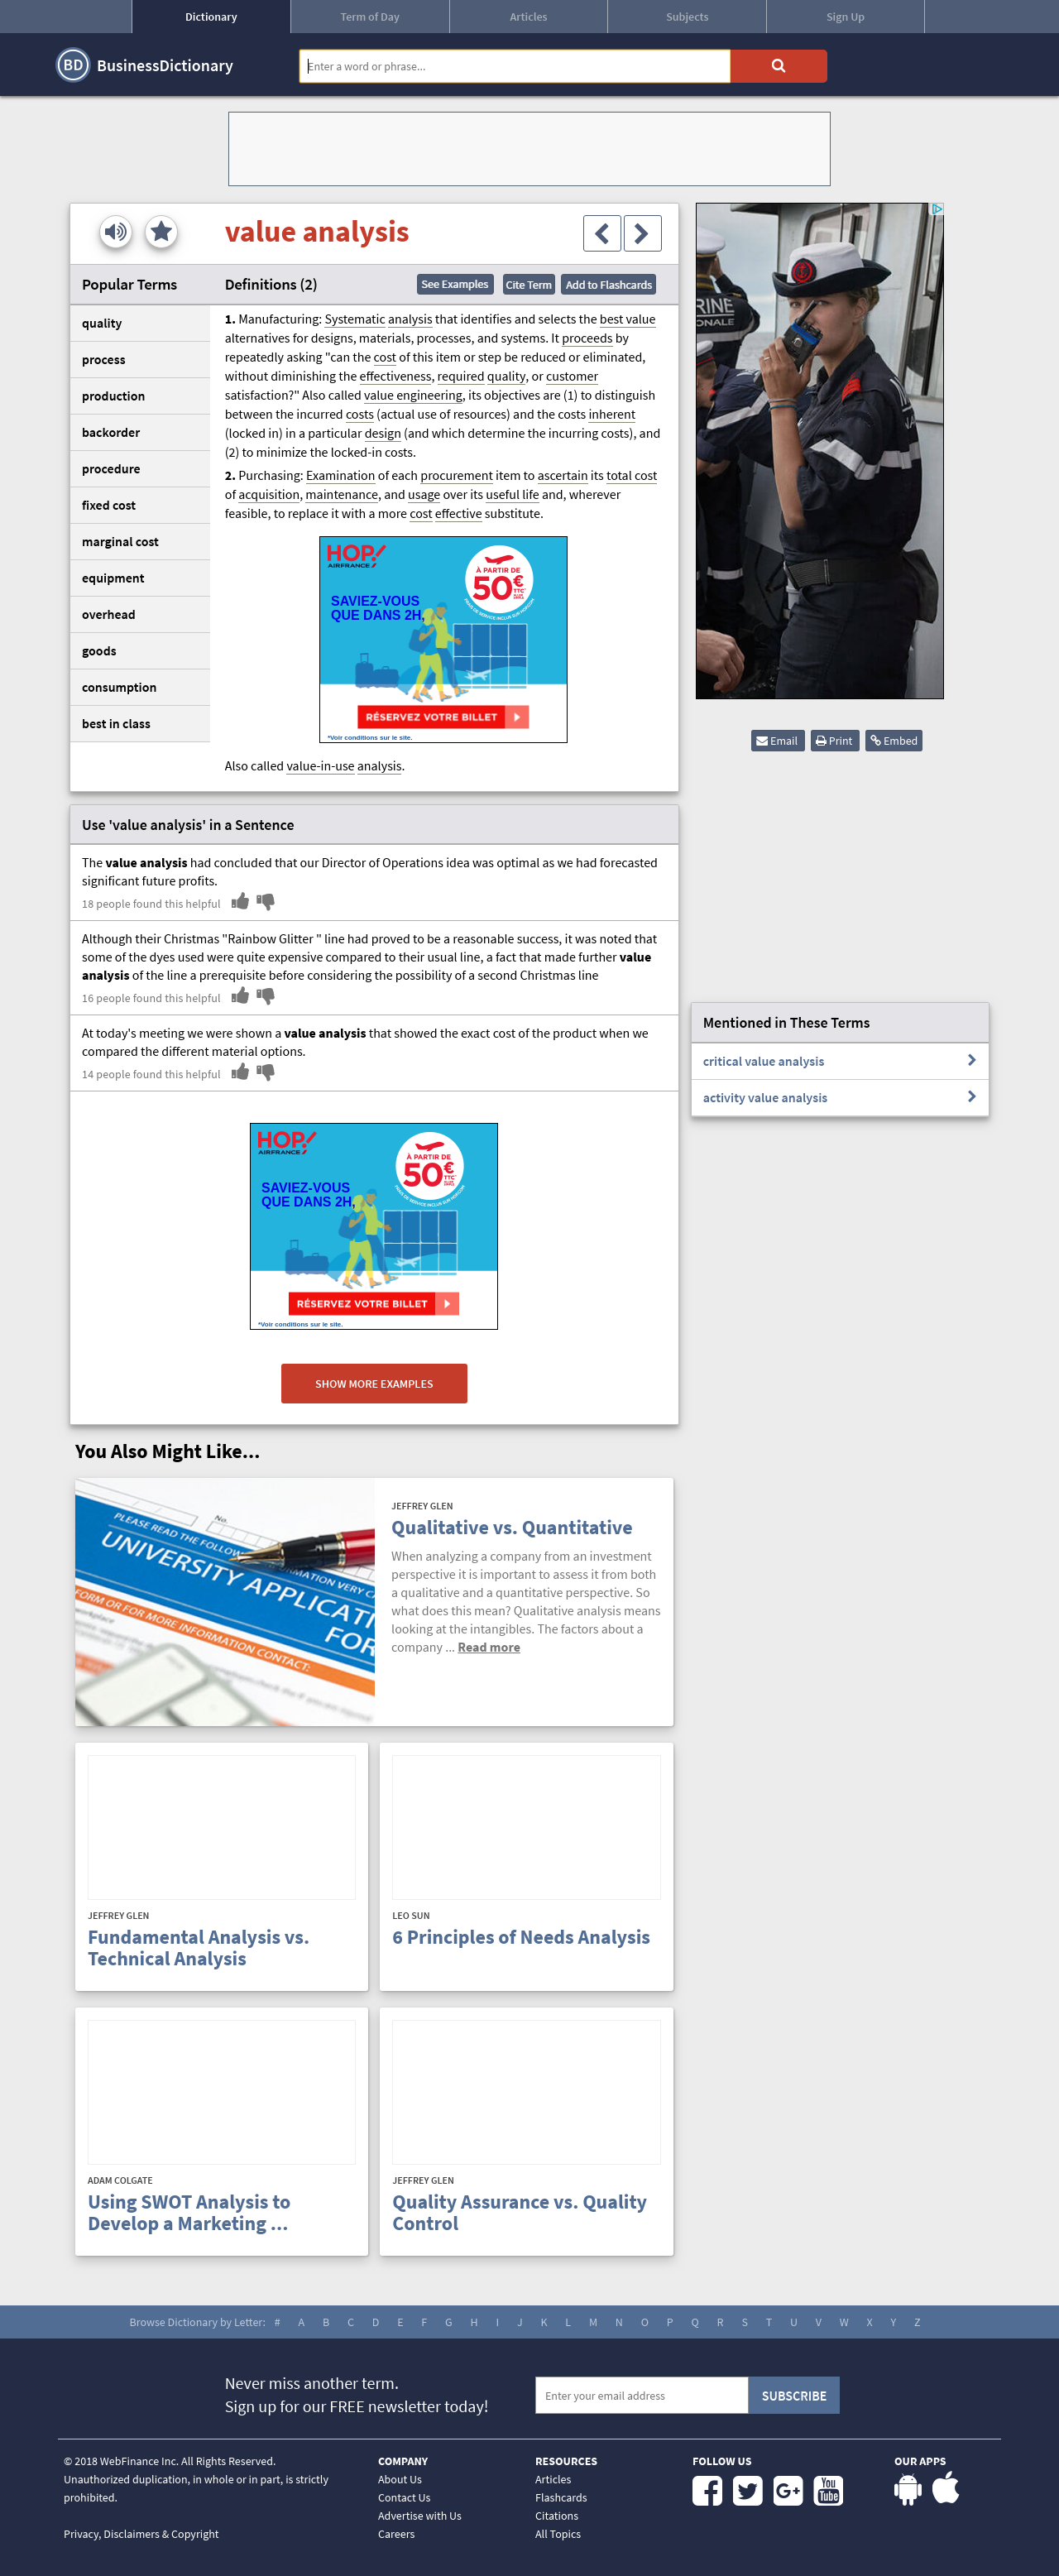 Dictionary
Term of Day
Articles
Subjects
Sign Up
BD BusinessDictionary
Enter a word or phrase...
value analysis
Popular Terms
Definitions (2)
See Examples
Cite Term
Add to Flashcards
quality
process
production
backorder
procedure
fixed cost
marginal cost
equipment
overhead
goods
consumption
best in class
1. Manufacturing: Systematic analysis that identifies and selects the best value
alternatives for designs, materials, processes, and systems. It proceeds by
repeatedly asking "can the cost of this item or step be reduced or eliminated,
without diminishing the effectiveness, required quality, or customer
satisfaction?" Also called value engineering, its objectives are (1) to distinguish
between the incurred costs (actual use of resources) and the costs inherent
(locked in) in a particular design (and which determine the incurring costs), and
(2) to minimize the locked-in costs.
2. Purchasing: Examination of each procurement item to ascertain its total cost
of acquisition, maintenance, and usage over its useful life and, wherever
feasible, to replace it with a more cost effective substitute.
HOP!
AIRFRANCE
À PARTIR DE
50€
TTC
SAVIEZ-VOUS
QUE DANS 2H,
RÉSERVEZ VOTRE BILLET
*Voir conditions sur le site.
Also called value-in-use analysis.
Email
Print
Embed
Use 'value analysis' in a Sentence
The value analysis had concluded that our Director of Operations idea was optimal as we had forecasted
significant future profits.
18 people found this helpful
Although their Christmas "Rainbow Glitter " line had proved to be a reasonable success, it was noted that
some of the dyes used were quite expensive compared to their usual line, a fact that made further value
analysis of the line a prerequisite before considering the possibility of a second Christmas line
16 people found this helpful
At today's meeting we were shown a value analysis that showed the exact cost of the product when we
compared the different material options.
14 people found this helpful
Mentioned in These Terms
critical value analysis
activity value analysis
HOP!
AIRFRANCE
À PARTIR DE
50€
TTC
SAVIEZ-VOUS
QUE DANS 2H,
RÉSERVEZ VOTRE BILLET
*Voir conditions sur le site.
SHOW MORE EXAMPLES
You Also Might Like...
No.
PLEASE READ THE FOLLOW
RMATION VERY CA
UNIVERSITY APPLICATI
FOR
FORM OR FOR MORE INFORMATION CONTACT:
JEFFREY GLEN
Qualitative vs. Quantitative
When analyzing a company from an investment
perspective it is important to assess it from both
a qualitative and a quantitative perspective. So
what does this mean? Qualitative analysis means
looking at the intangibles. The factors about a
company ... Read more
JEFFREY GLEN
Fundamental Analysis vs.
Technical Analysis
LEO SUN
6 Principles of Needs Analysis
ADAM COLGATE
Using SWOT Analysis to
Develop a Marketing ...
JEFFREY GLEN
Quality Assurance vs. Quality
Control
Browse Dictionary by Letter: # A B C D E F G H I J K L M N O P Q R S T U V W X Y Z
Never miss another term.
Sign up for our FREE newsletter today!
Enter your email address
SUBSCRIBE
© 2018 WebFinance Inc. All Rights Reserved.
Unauthorized duplication, in whole or in part, is strictly
prohibited.
Privacy, Disclaimers & Copyright
COMPANY
About Us
Contact Us
Advertise with Us
Careers
RESOURCES
Articles
Flashcards
Citations
All Topics
FOLLOW US
You
Tube
OUR APPS